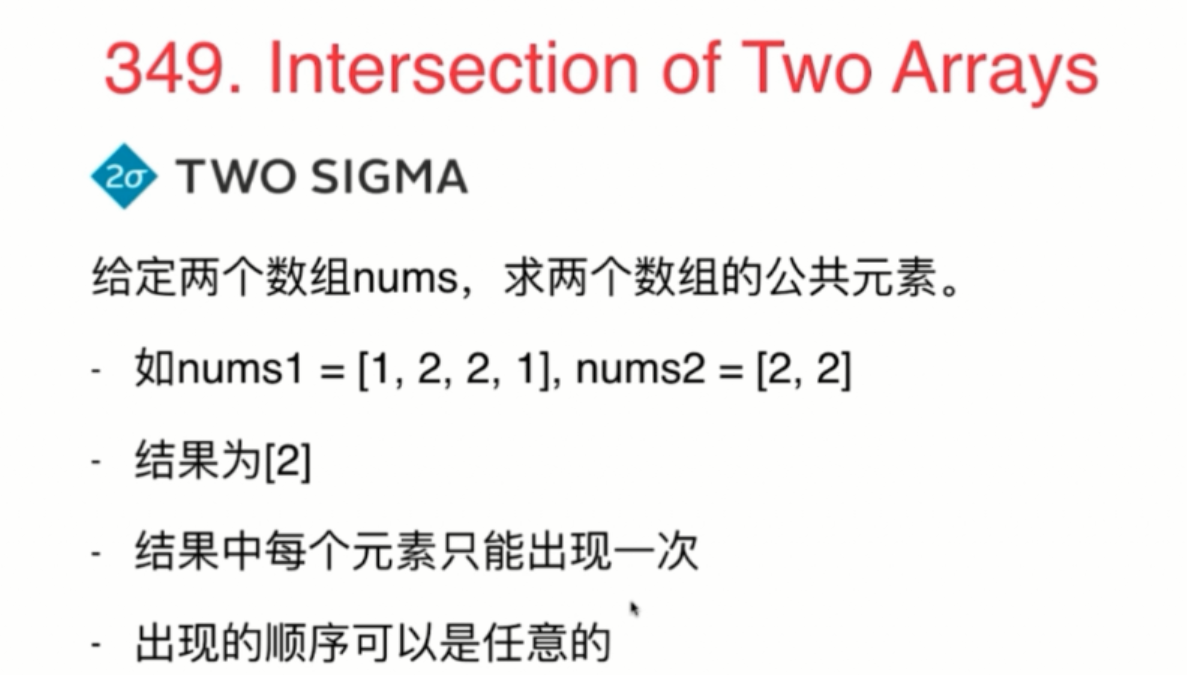 349. Intersection of Two Arrays
2σ TWO SIGMA
给定两个数组nums，求两个数组的公共元素。
- 如nums1 = [1, 2, 2, 1], nums2 = [2, 2]
- 结果为[2]
- 结果中每个元素只能出现一次
- 出现的顺序可以是任意的